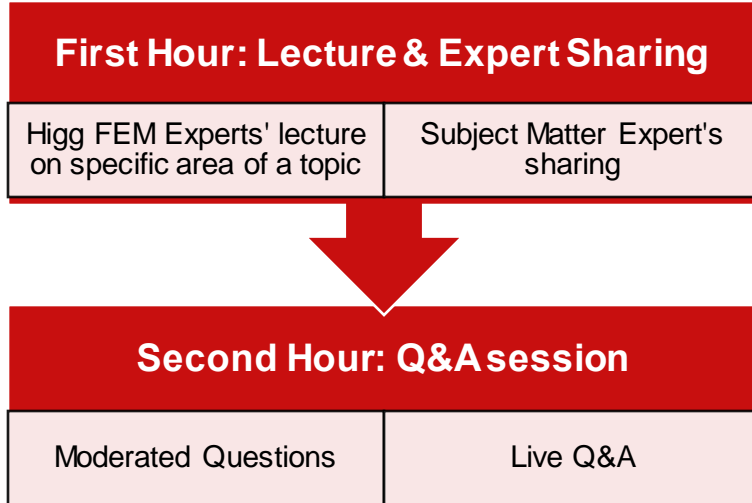 First Hour: Lecture & Expert Sharing
Higg FEM Experts' lecture
on specific area of a topic
Subject Matter Expert's
sharing
Second Hour: Q&A session
Moderated Questions
Live Q&A